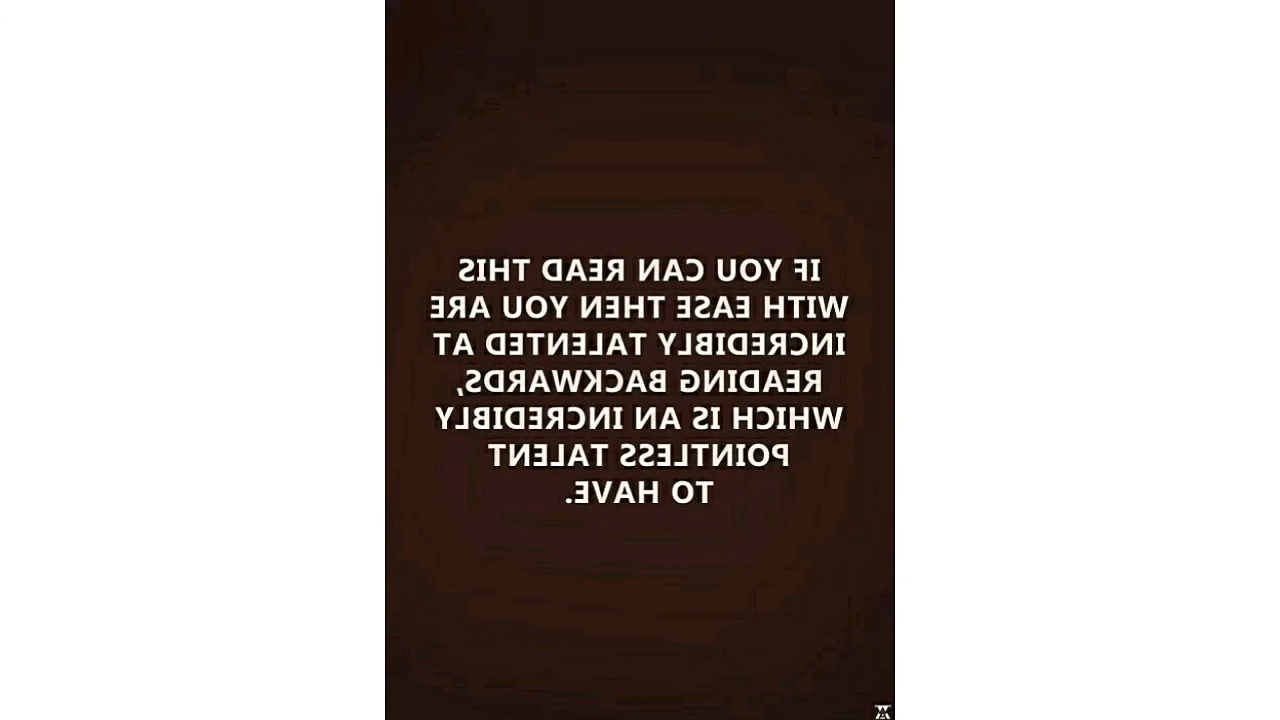 IF YOU CAN READ THIS
WITH EASE THEN YOU ARE
INCREDIBLY TALENTED AT
READING BACKWARDS,
WHICH IS AN INCREDIBLY
POINTLESS TALENT
TO HAVE.